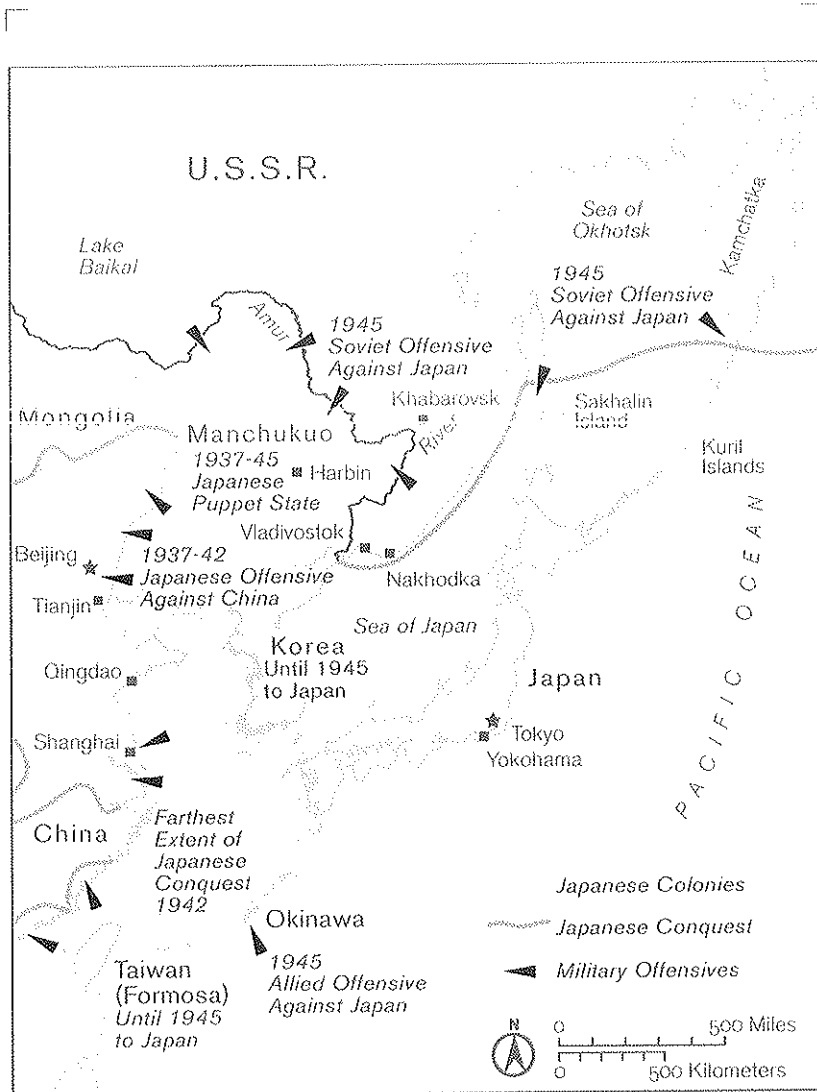 U.S.S.R.
Lake
Baikal
Sea of
Okhotsk
Kamchatka
1945
Soviet Offensive
Against Japan
Amur
1945
Soviet Offensive
Against Japan
Khabarovsk
River
Sakhalin
Island
Kuril
Islands
Mongolia
Manchukuo
1937-45
Japanese
Puppet State
Harbin
Vladivostok
Nakhodka
Beijing
1937-42
Japanese Offensive
Against China
Tianjin
Sea of Japan
Korea
Until 1945
to Japan
Qingdao
Japan
Shanghai
Tokyo
Yokohama
PACIFIC OCEAN
China
Farthest
Extent of
Japanese
Conquest
1942
Okinawa
1945
Allied Offensive
Against Japan
Taiwan
(Formosa)
Until 1945
to Japan
Japanese Colonies
Japanese Conquest
Military Offensives
N
0 500 Miles
0 500 Kilometers